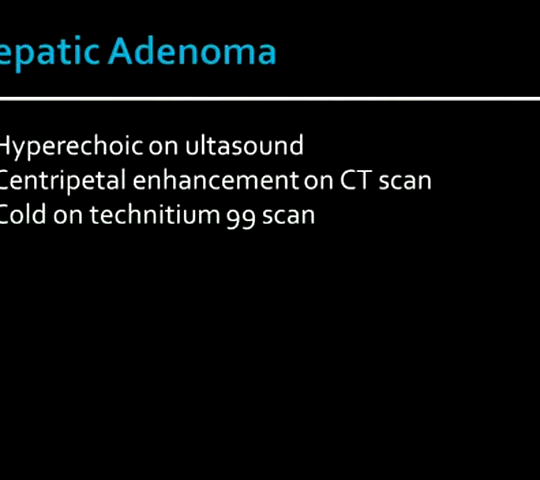 epatic Adenoma
Hyperechoic on ultasound
Centripetal enhancement on CT scan
Cold on technitium 99 scan